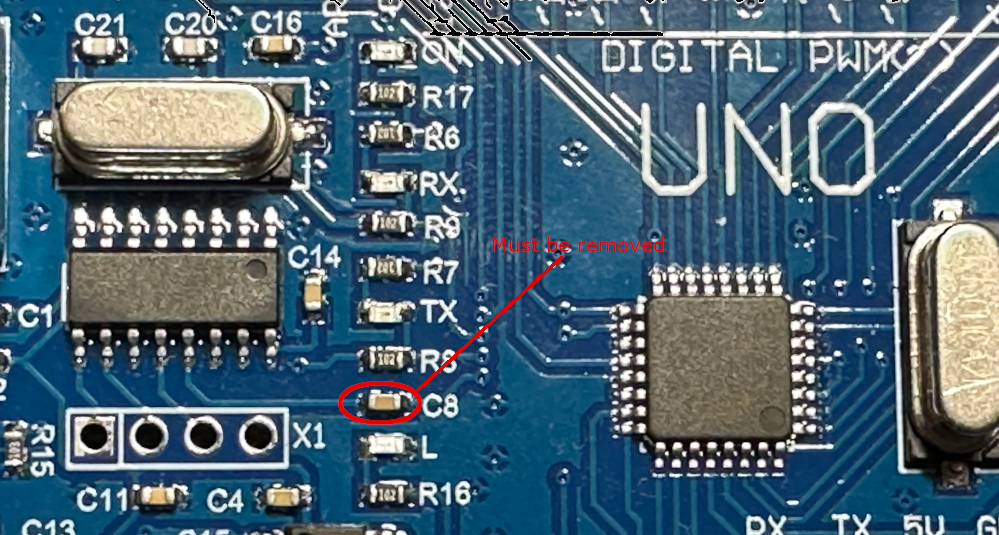 C21
C20
C16
ON
DIGITAL PWM
R17
UNO
R6
RX
R9
Must be removed
C14
R7
TX
C1
R8
C8
X1
L
R15
C11
C4
R16
C13
RX TX 5V G